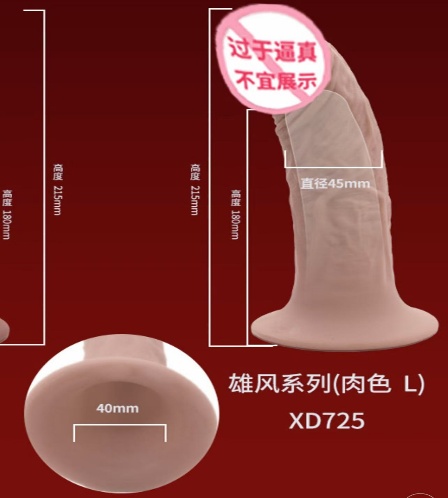 过于逼真
不宜展示
高度 215mm
高度 180mm
高度 215mm
高度 180mm
直径45mm
40mm
雄风系列(肉色 L)
XD725